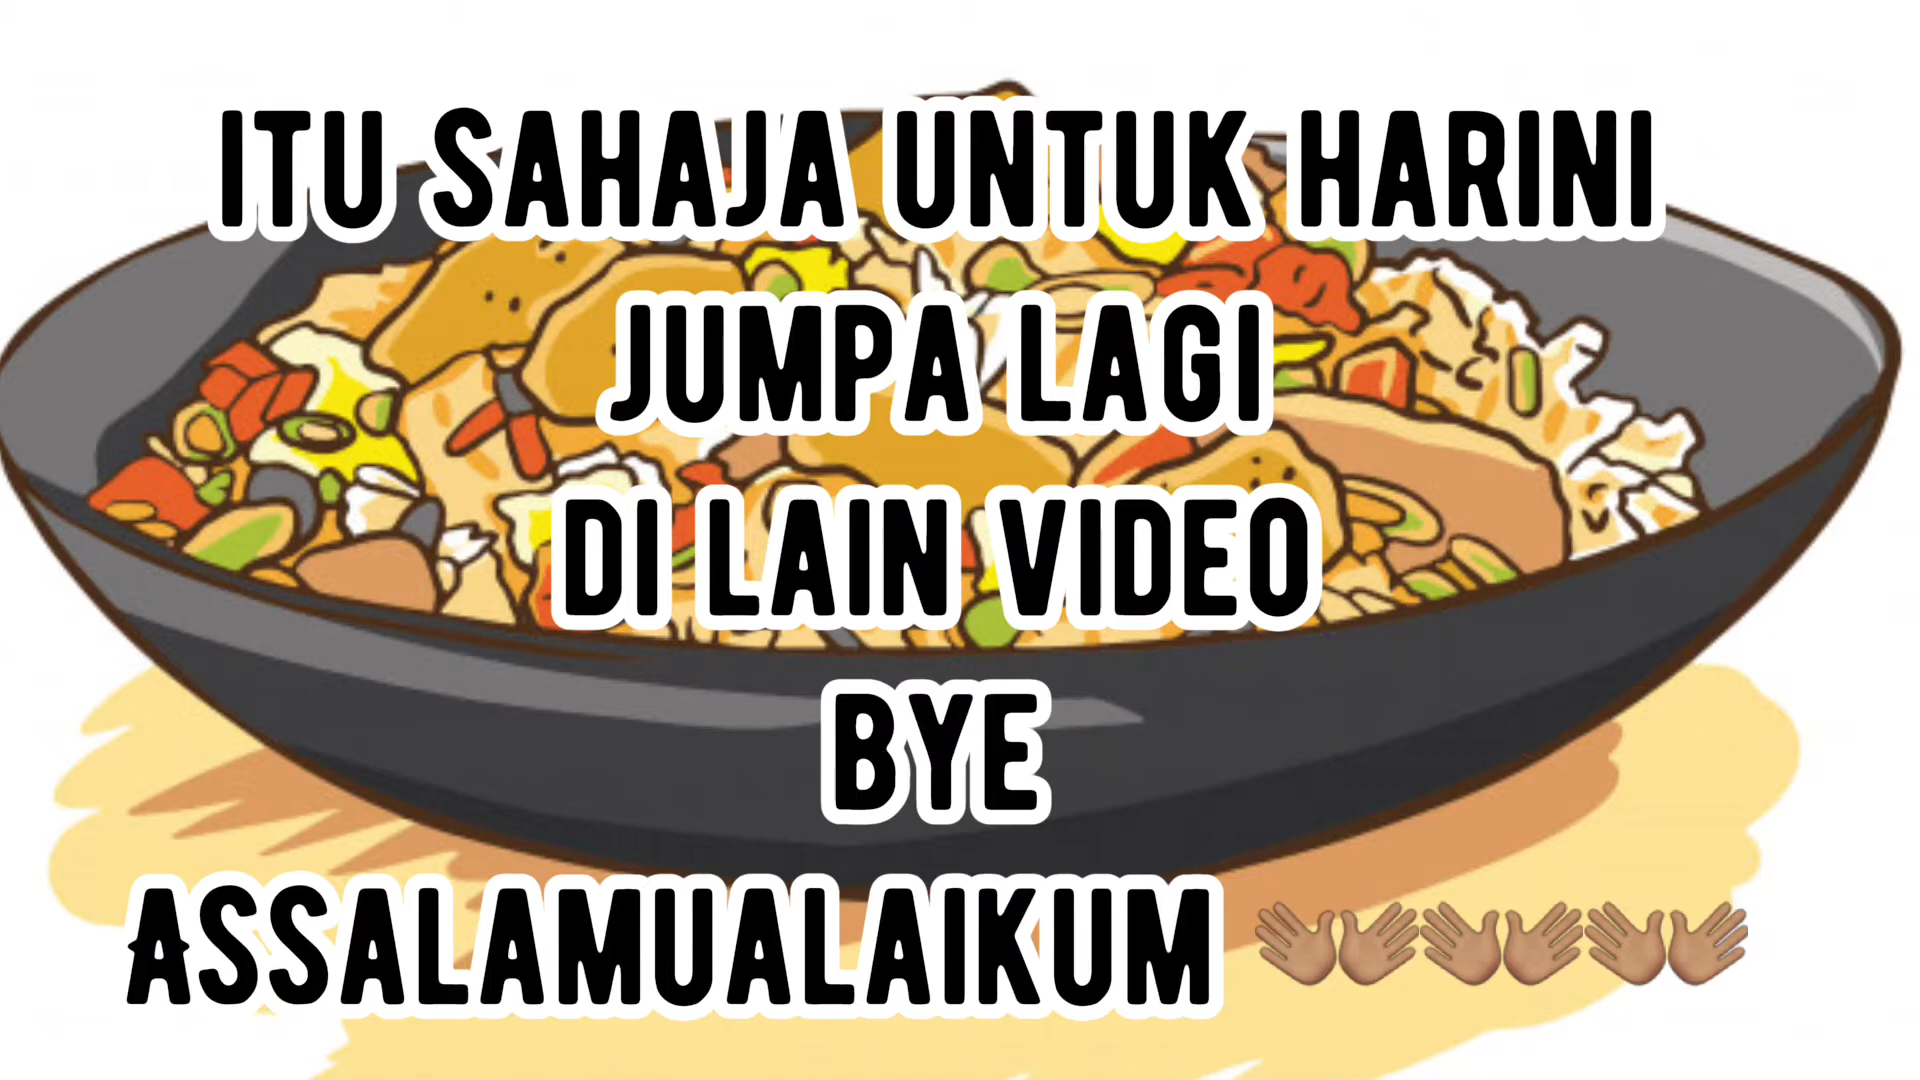 ITU SAHAJA UNTUK HARINI
JUMPA LAGI
DI LAIN VIDEO
BYE
ASSALAMUALAIKUM 👐🏽👐🏽👐🏽